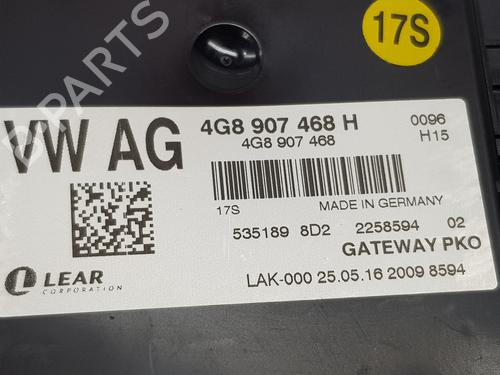 17S
VW AG
4G8 907 468 H
0096
4G8 907 468
H15
17S
MADE IN GERMANY
535189 8D2 2258594 02
GATEWAY PKO
LEAR
CORPORATION
LAK-000 25.05.16 2009 8594
B-PARTS